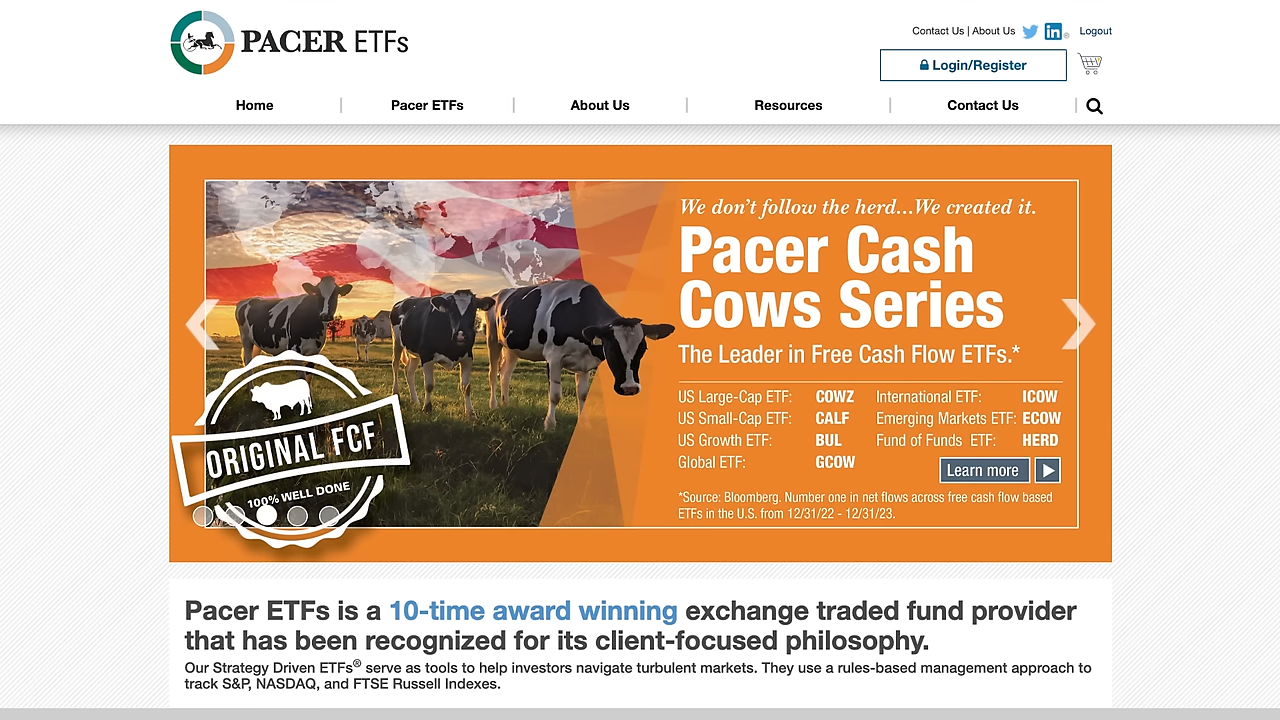 PACER ETFs
Contact Us | About Us
Logout
Login/Register
Home
Pacer ETFs
About Us
Resources
Contact Us
We don't follow the herd...We created it.
Pacer Cash
Cows Series
The Leader in Free Cash Flow ETFs.*
US Large-Cap ETF: COWZ International ETF: ICOW
US Small-Cap ETF: CALF Emerging Markets ETF: ECOW
US Growth ETF: BUL Fund of Funds ETF: HERD
Global ETF: GCOW
Learn more
*Source: Bloomberg. Number one in net flows across free cash flow based
ETFs in the U.S. from 12/31/22 - 12/31/23.
ORIGINAL FCF
100% WELL DONE
Pacer ETFs is a 10-time award winning exchange traded fund provider
that has been recognized for its client-focused philosophy.
Our Strategy Driven ETFs® serve as tools to help investors navigate turbulent markets. They use a rules-based management approach to
track S&P, NASDAQ, and FTSE Russell Indexes.